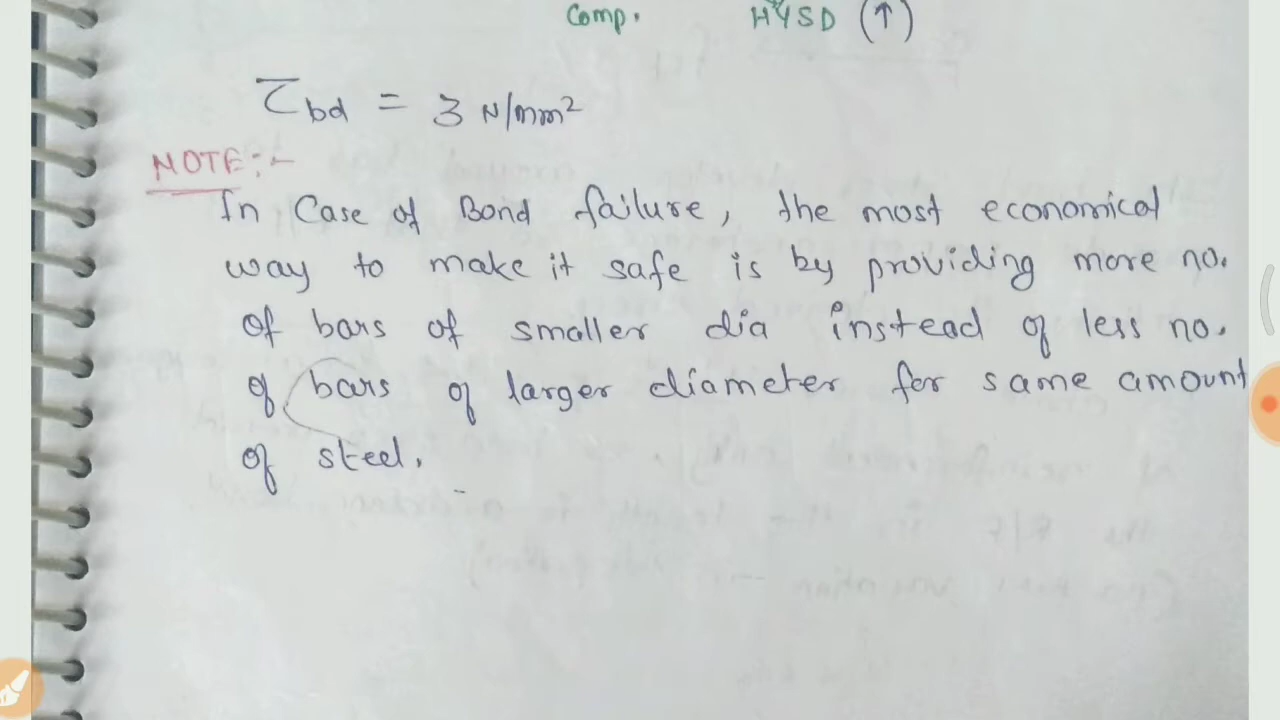 Comp. HYSD (↑)
τbd = 3 N/mm²
NOTE:-
In Case of Bond failure, the most economical
way to make it safe is by providing more no.
of bars of smaller dia instead of less no.
of bars of larger diameter for same amount
of steel.